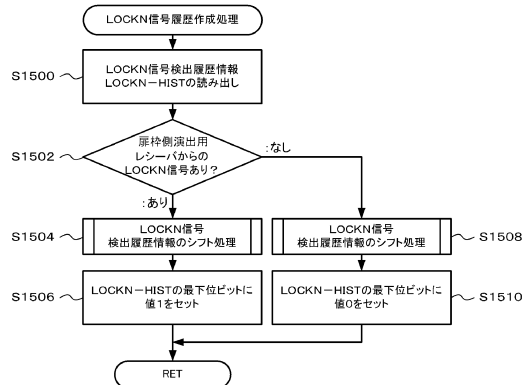 LOCKN信号履歴作成処理
S1500
LOCKN信号検出履歴情報
LOCKN－HISTの読み出し
S1502
扉枠側演出用
レシーバからの
LOCKN信号あり？
:なし
:あり
S1504
LOCKN信号
検出履歴情報のシフト処理
LOCKN信号
検出履歴情報のシフト処理
S1508
S1506
LOCKN－HISTの最下位ビットに
値1をセット
LOCKN－HISTの最下位ビットに
値0をセット
S1510
RET